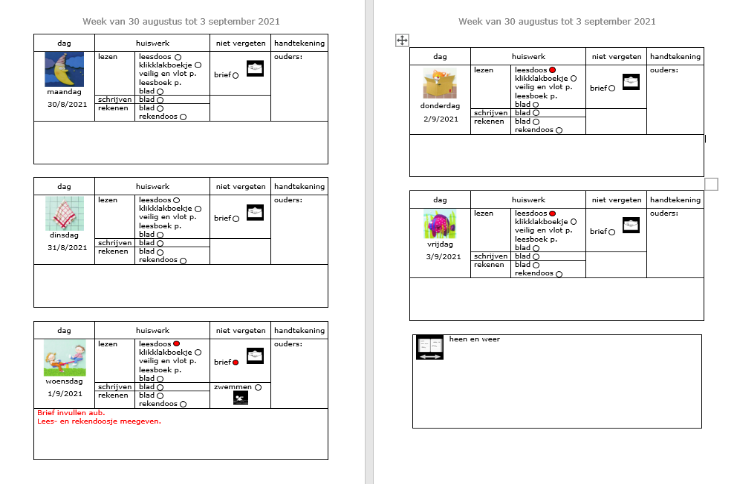 Week van 30 augustus tot 3 september 2021
dag huiswerk niet vergeten handtekening
maandag
30/8/2021
lezen
leesdoos
klikklakboekje
veilig en vlot p.
leesboek p.
blad
schrijven blad
rekenen blad
rekendoos
brief
ouders:
dag huiswerk niet vergeten handtekening
dinsdag
31/8/2021
lezen
leesdoos
klikklakboekje
veilig en vlot p.
leesboek p.
blad
schrijven blad
rekenen blad
rekendoos
brief
ouders:
dag huiswerk niet vergeten handtekening
woensdag
1/9/2021
lezen
leesdoos
klikklakboekje
veilig en vlot p.
leesboek p.
blad
schrijven blad
rekenen blad
rekendoos
brief
zwemmen
ouders:
Brief invullen aub.
Lees- en rekendoosje meegeven.
Week van 30 augustus tot 3 september 2021
dag huiswerk niet vergeten handtekening
donderdag
2/9/2021
lezen
leesdoos
klikklakboekje
veilig en vlot p.
leesboek p.
blad
schrijven blad
rekenen blad
rekendoos
brief
ouders:
dag huiswerk niet vergeten handtekening
vrijdag
3/9/2021
lezen
leesdoos
klikklakboekje
veilig en vlot p.
leesboek p.
blad
schrijven blad
rekenen blad
rekendoos
brief
ouders:
heen en weer